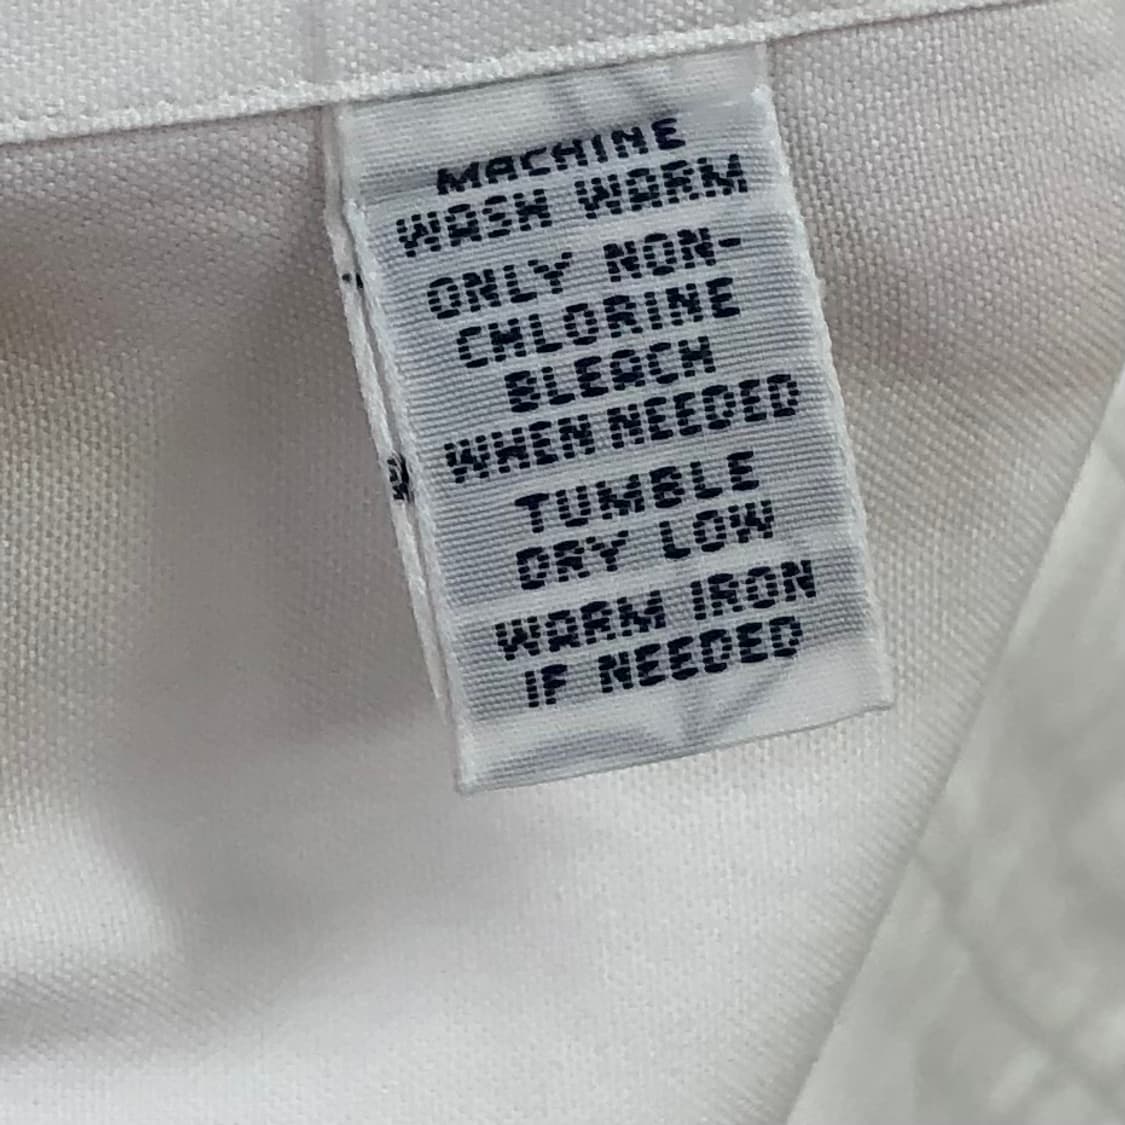 MACHINE
WASH WARM
ONLY NON-
CHLORINE
BLEACH
WHEN NEEDED
TUMBLE
DRY LOW
WARM IRON
IF NEEDED